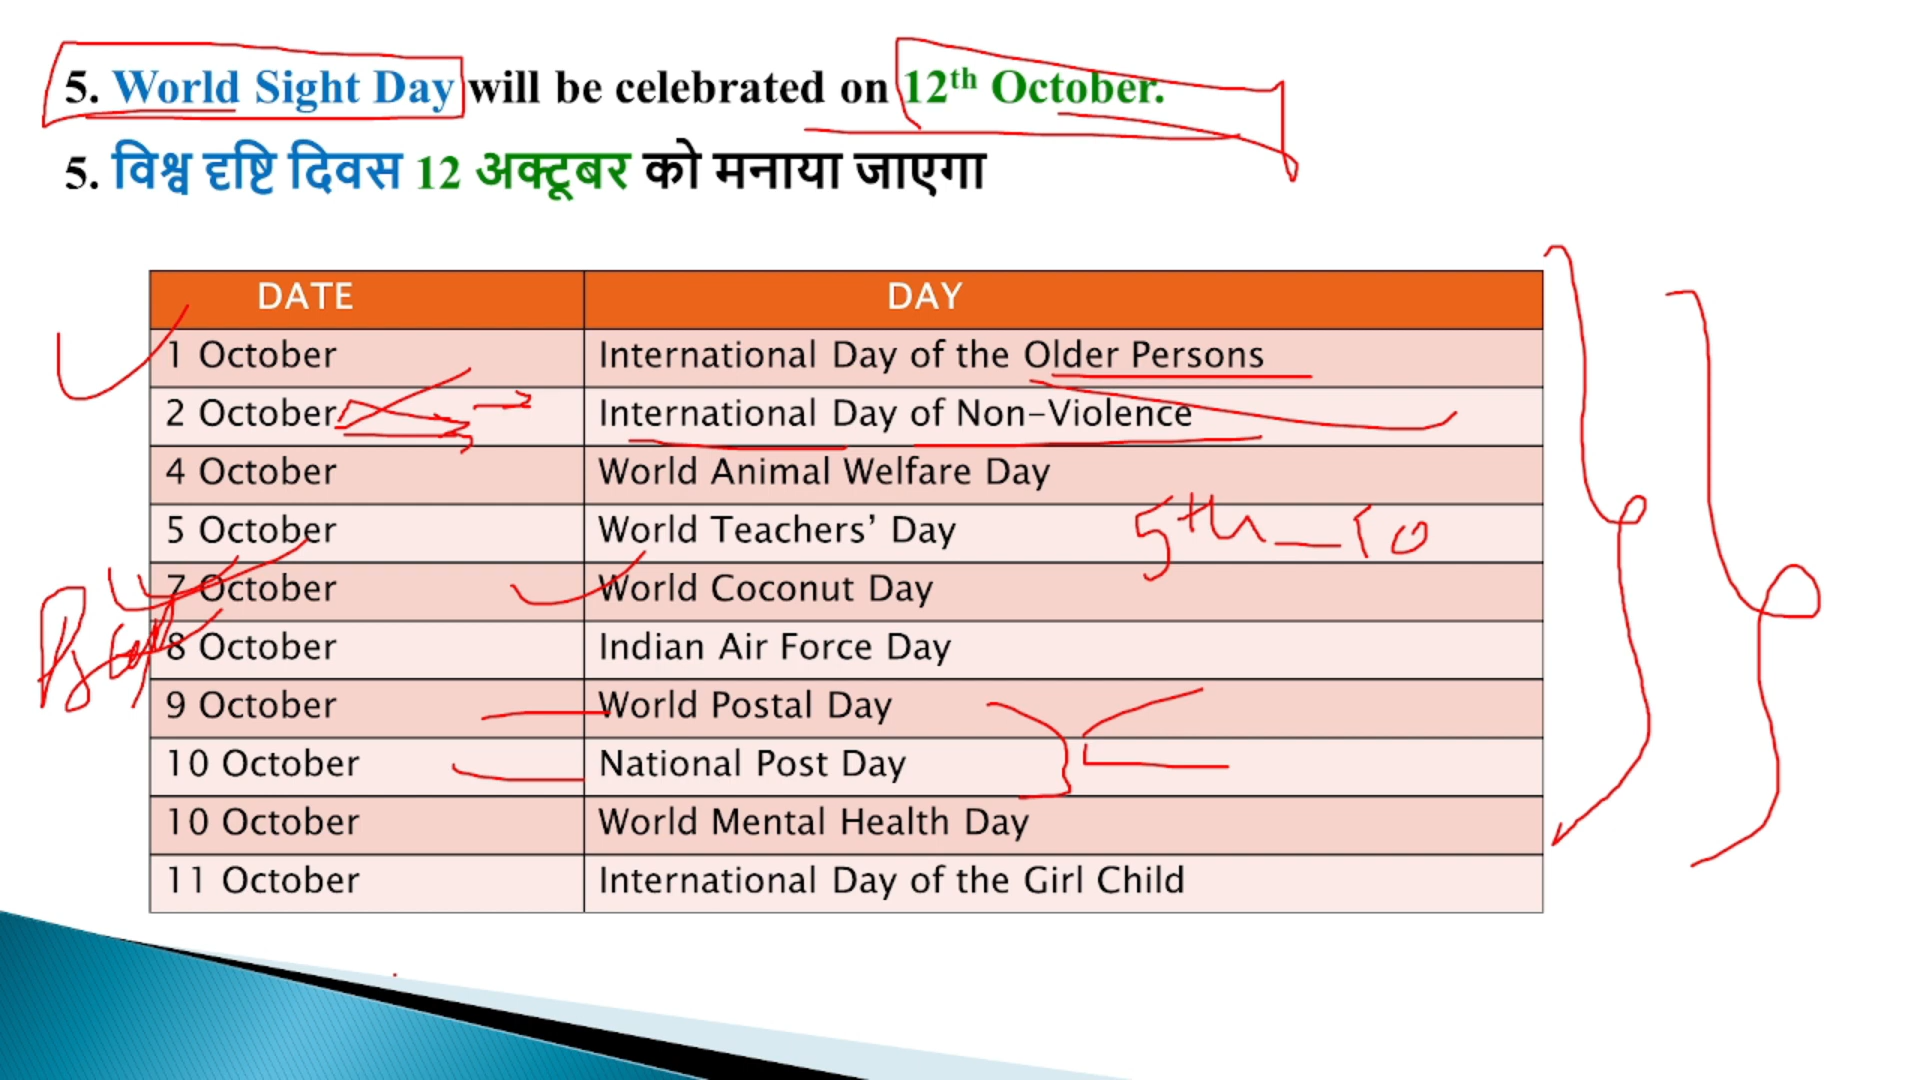 5. World Sight Day will be celebrated on 12th October.
5. विश्व दृष्टि दिवस 12 अक्टूबर को मनाया जाएगा
DATE DAY
1 October International Day of the Older Persons
2 October International Day of Non-Violence
4 October World Animal Welfare Day
5 October World Teachers’ Day 5th
7 October World Coconut Day
8 October Indian Air Force Day
9 October World Postal Day
10 October National Post Day
10 October World Mental Health Day
11 October International Day of the Girl Child